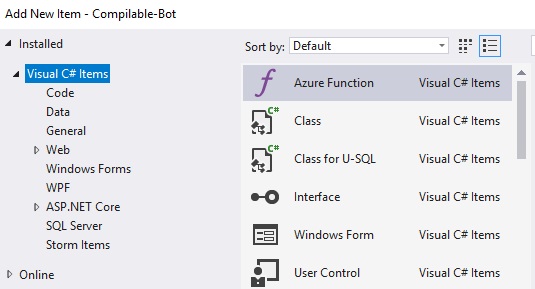 Add New Item - Compilable-Bot
Installed
Visual C# Items
Code
Data
General
Web
Windows Forms
WPF
ASP.NET Core
SQL Server
Storm Items
Online
Sort by: Default
Azure Function Visual C# Items
C# Class Visual C# Items
C# Class for U-SQL Visual C# Items
Interface Visual C# Items
Windows Form Visual C# Items
User Control Visual C# Items